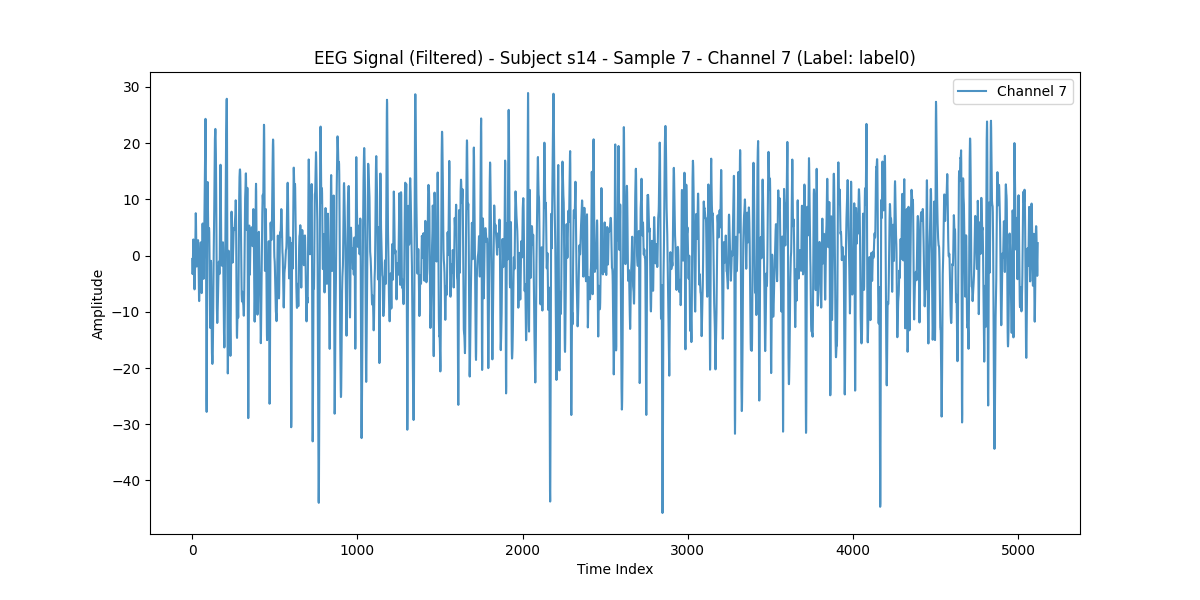 EEG Signal (Filtered) - Subject s14 - Sample 7 - Channel 7 (Label: label0)
Channel 7
30
20
10
0
−10
−20
−30
−40
Amplitude
0 1000 2000 3000 4000 5000
Time Index